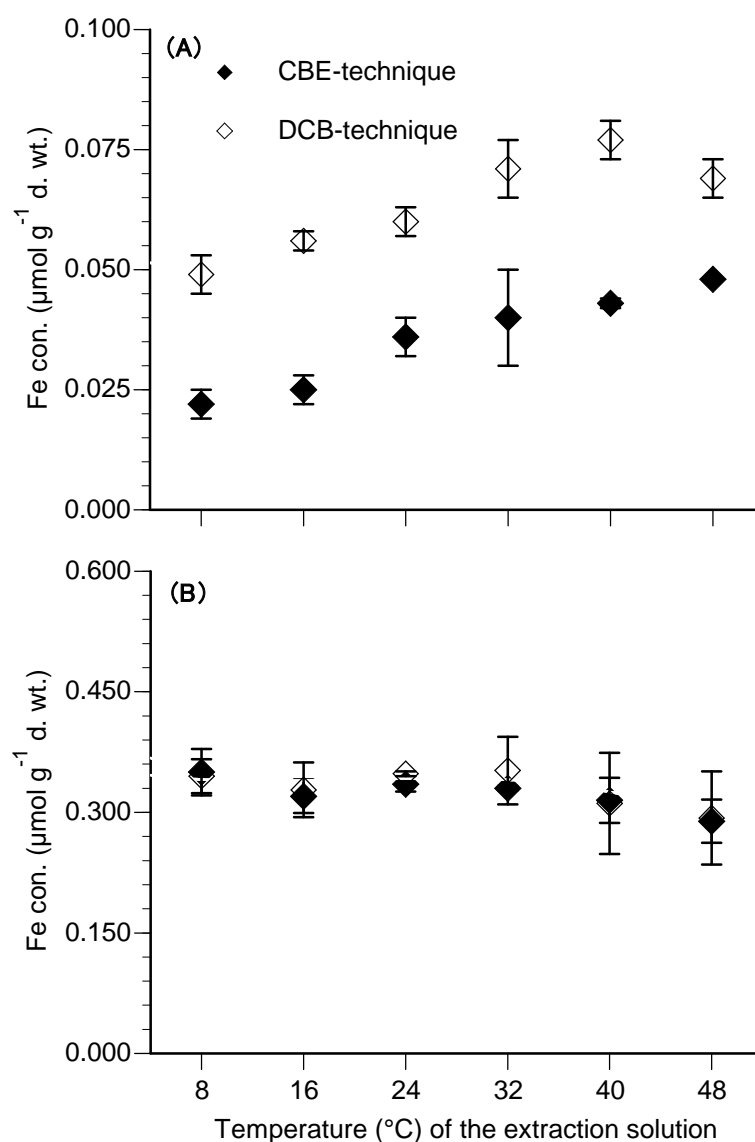 (A)
CBE-technique
DCB-technique
0.100
0.075
0.050
0.025
0.000
Fe con. (µmol g⁻¹ d. wt.)
(B)
0.600
0.450
0.300
0.150
0.000
Fe con. (µmol g⁻¹ d. wt.)
8 16 24 32 40 48
Temperature (°C) of the extraction solution